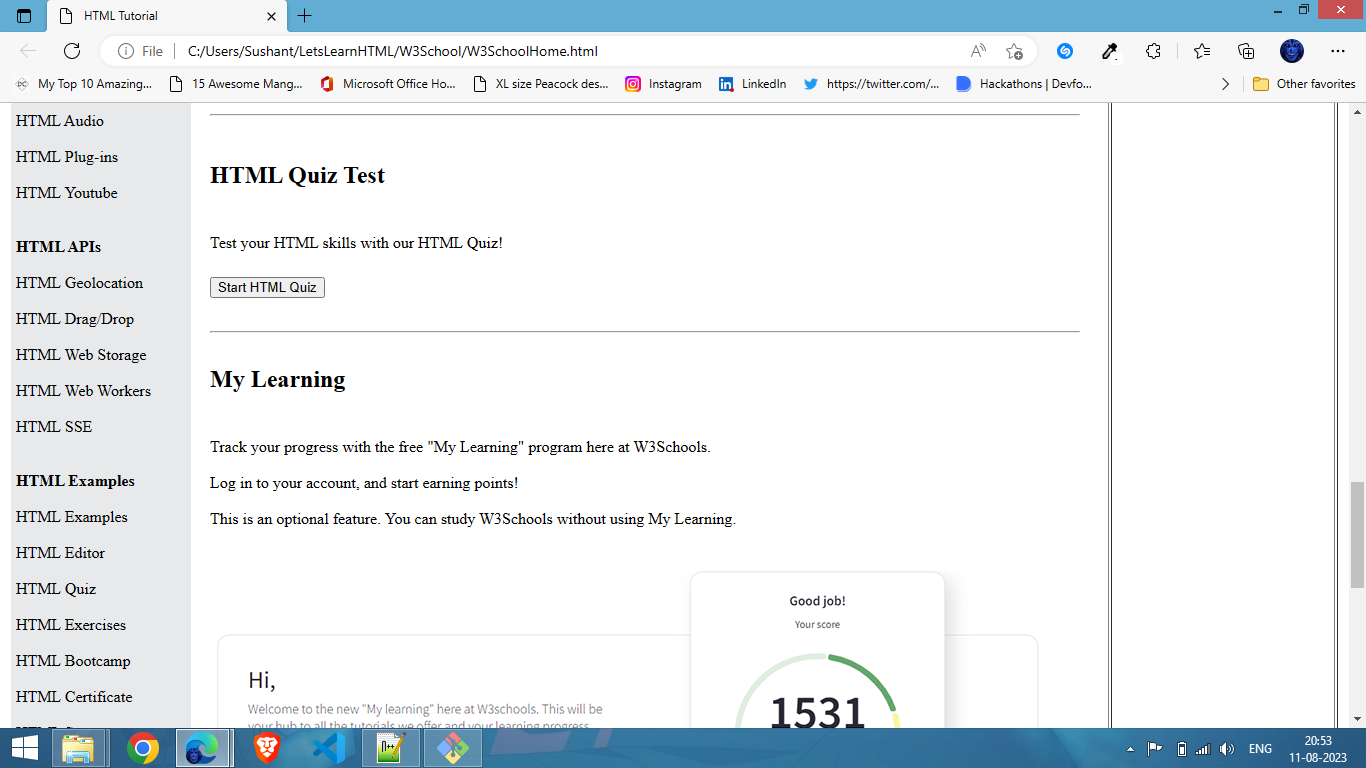 HTML Tutorial
File
C:/Users/Sushant/LetsLearnHTML/W3School/W3SchoolHome.html
My Top 10 Amazing...
15 Awesome Mang...
Microsoft Office Ho...
XL size Peacock des...
Instagram
LinkedIn
https://twitter.com/...
Hackathons | Devfo...
Other favorites
HTML Audio
HTML Plug-ins
HTML Youtube
HTML APIs
HTML Geolocation
HTML Drag/Drop
HTML Web Storage
HTML Web Workers
HTML SSE
HTML Examples
HTML Examples
HTML Editor
HTML Quiz
HTML Exercises
HTML Bootcamp
HTML Certificate
HTML Quiz Test
Test your HTML skills with our HTML Quiz!
Start HTML Quiz
My Learning
Track your progress with the free "My Learning" program here at W3Schools.
Log in to your account, and start earning points!
This is an optional feature. You can study W3Schools without using My Learning.
Good job!
Your score
1531
Hi,
Welcome to the new "My learning" here at W3schools. This will be
your hub to all the tutorials we offer and your learning progress
ENG
20:53
11-08-2023